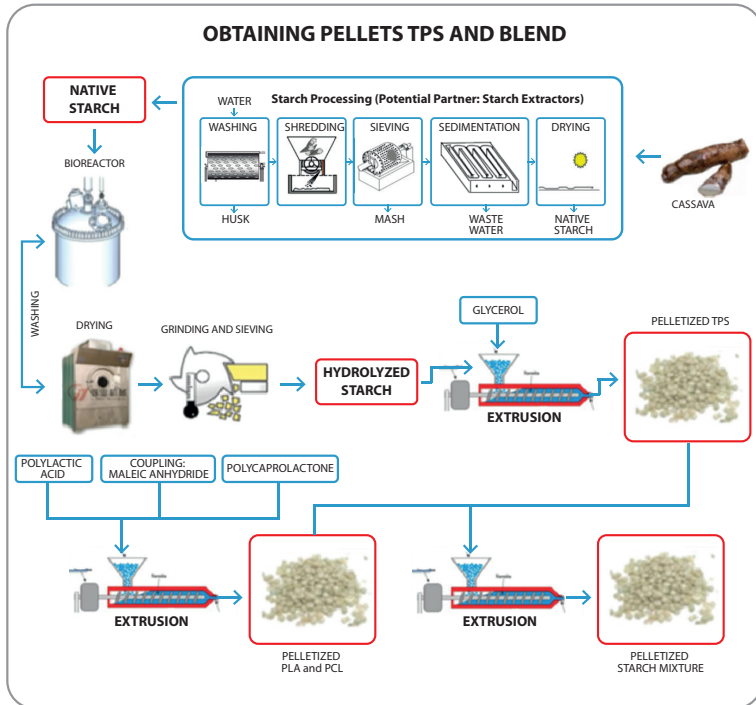 OBTAINING PELLETS TPS AND BLEND
NATIVE
STARCH
WATER
Starch Processing (Potential Partner: Starch Extractors)
WASHING
SHREDDING
SIEVING
SEDIMENTATION
DRYING
HUSK
MASH
WASTE
WATER
NATIVE
STARCH
CASSAVA
BIOREACTOR
WASHING
DRYING
GRINDING AND SIEVING
HYDROLYZED
STARCH
GLYCEROL
EXTRUSION
PELLETIZED TPS
POLYLACTIC
ACID
COUPLING:
MALEIC ANHYDRIDE
POLYCAPROLACTONE
EXTRUSION
PELLETIZED
PLA and PCL
EXTRUSION
PELLETIZED
STARCH MIXTURE